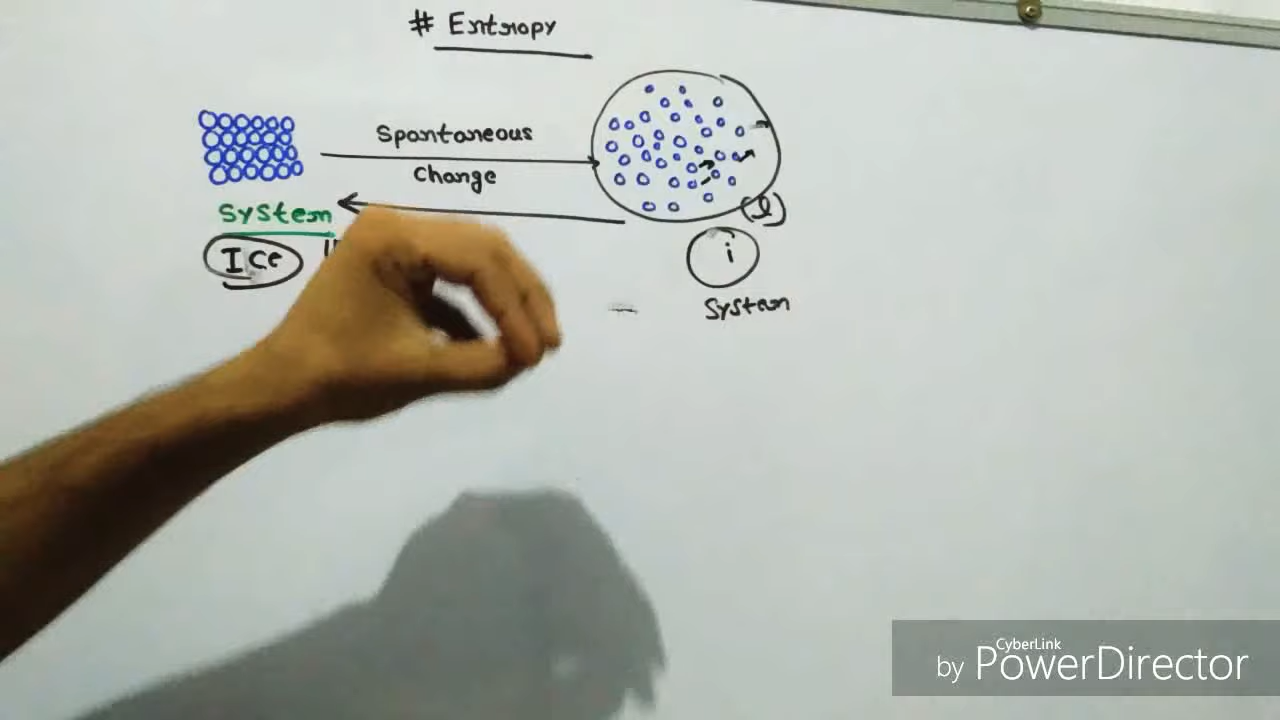 # Entropy
Spontaneous
Change
System
Ice
(l)
i
System
CyberLink
by PowerDirector